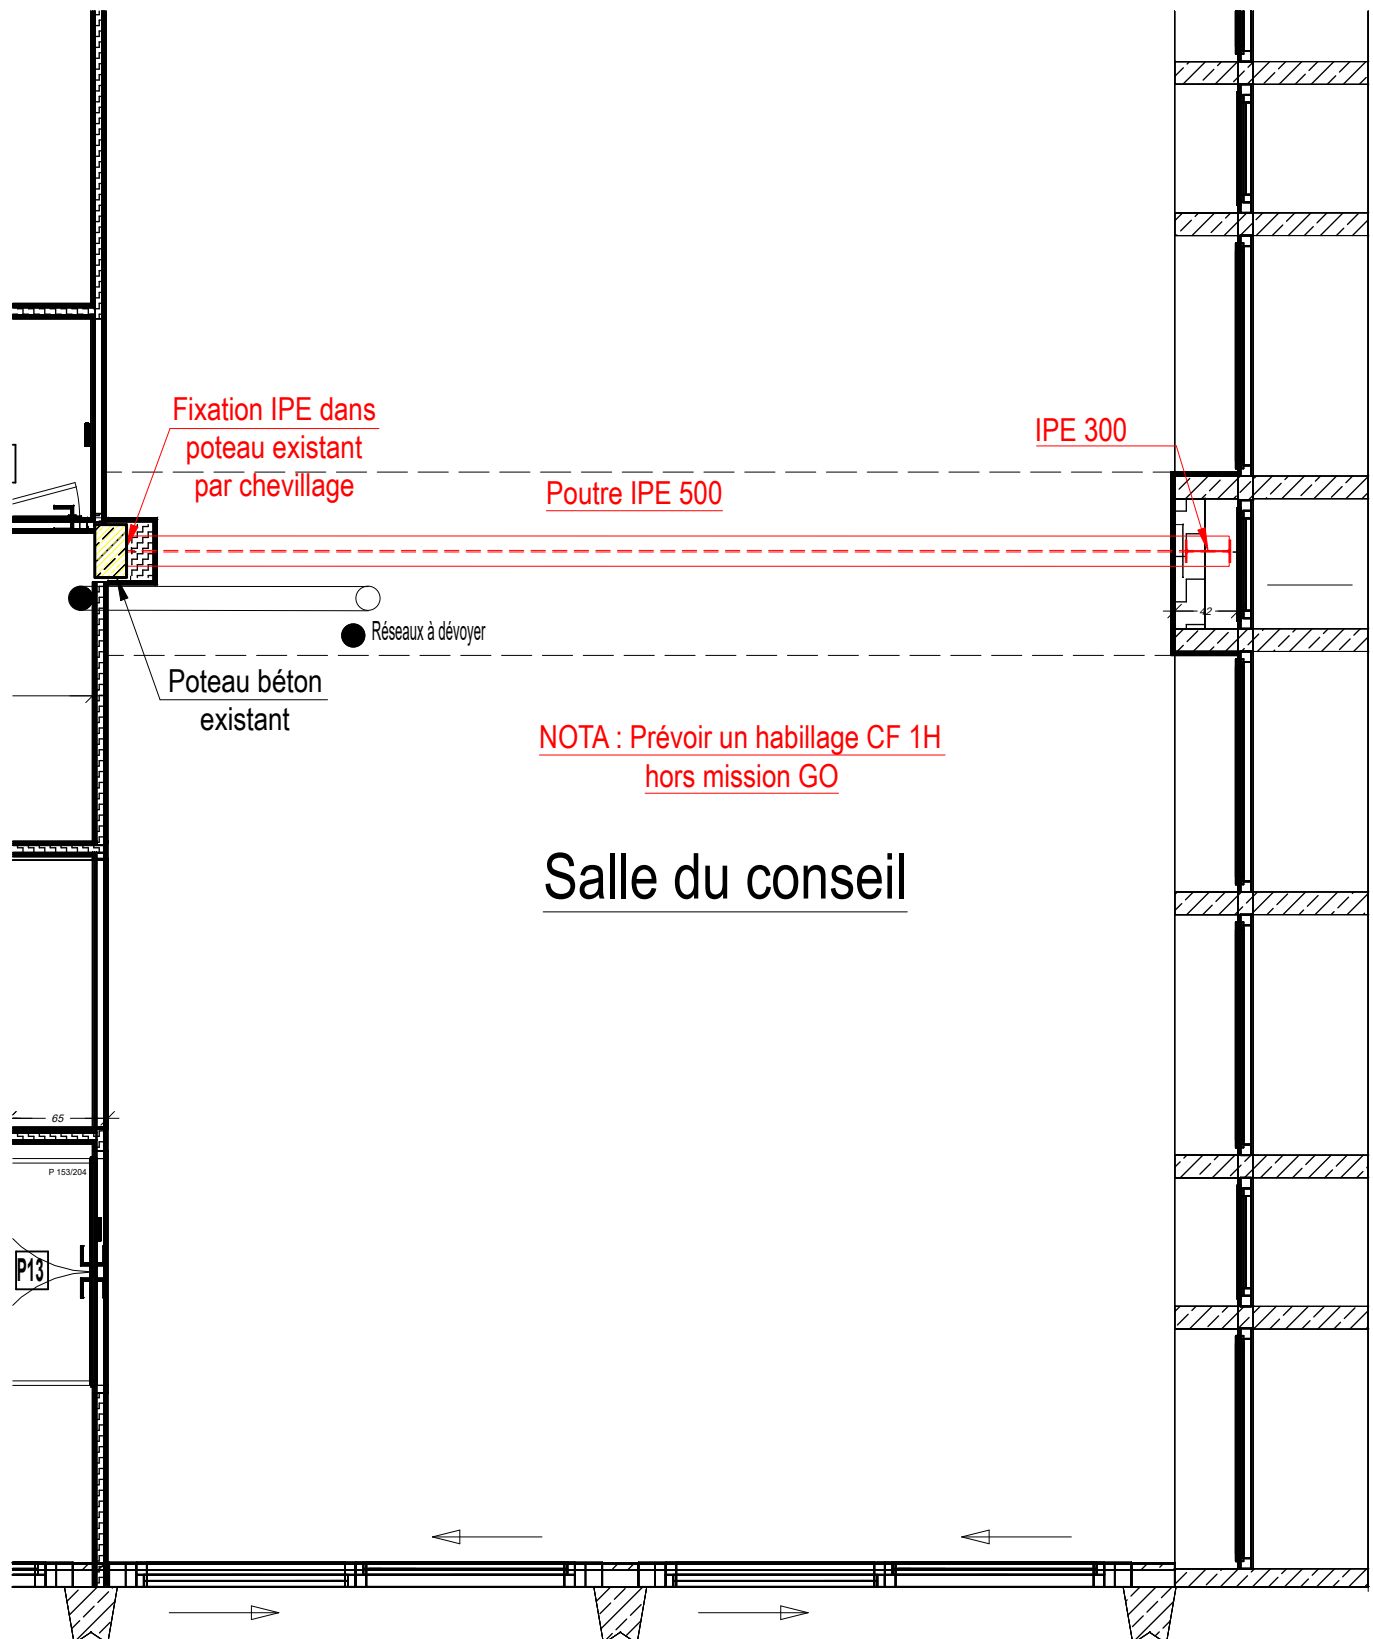 Fixation IPE dans
poteau existant
par chevillage
IPE 300
Poutre IPE 500
42
Réseaux à dévoyer
Poteau béton
existant
NOTA : Prévoir un habillage CF 1H
hors mission GO
Salle du conseil
65
P 153/204
P13